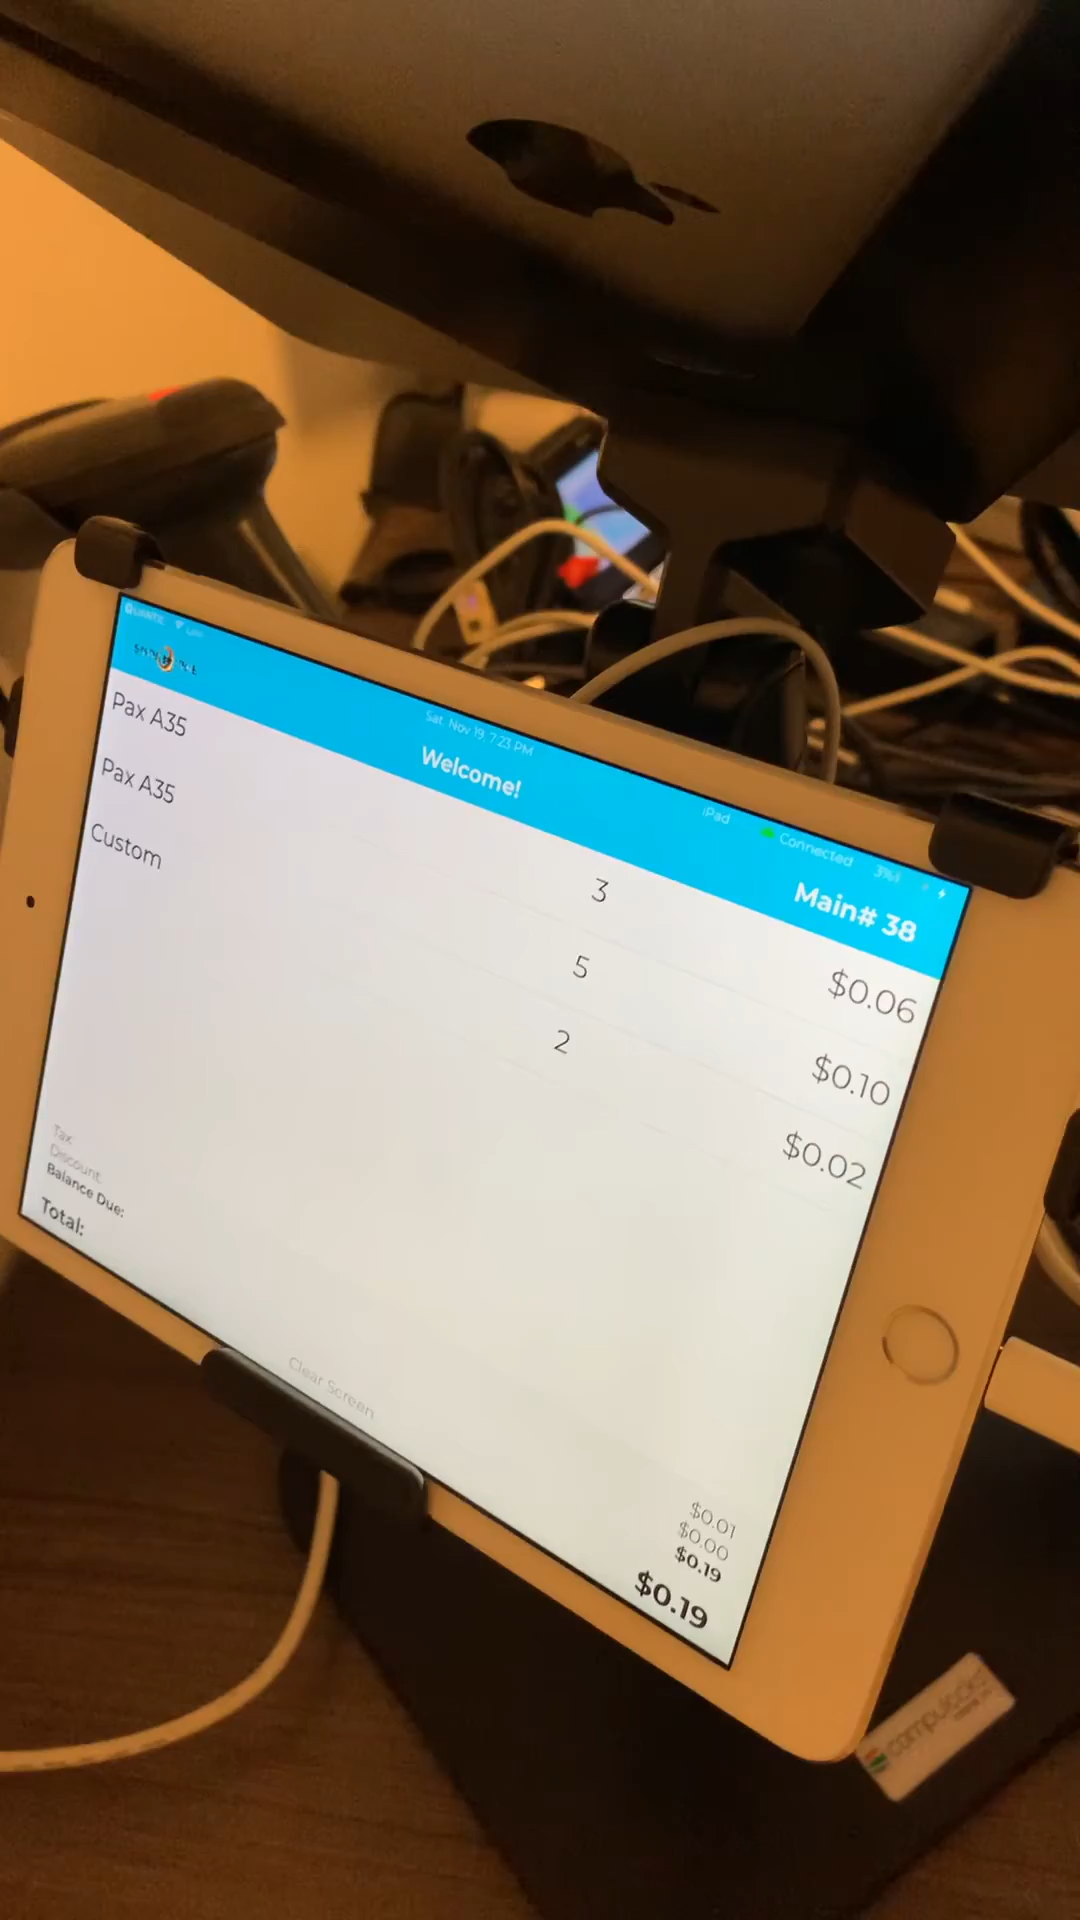 Sat. Nov 19, 7:23 PM
iPad Connected
Welcome!
Main# 38
Pax A35 3 $0.06
Pax A35 5 $0.10
Custom 2 $0.02
Tax: $0.01
Discount: $0.00
Balance Due: $0.19
Total: $0.19
Clear Screen
compulocks